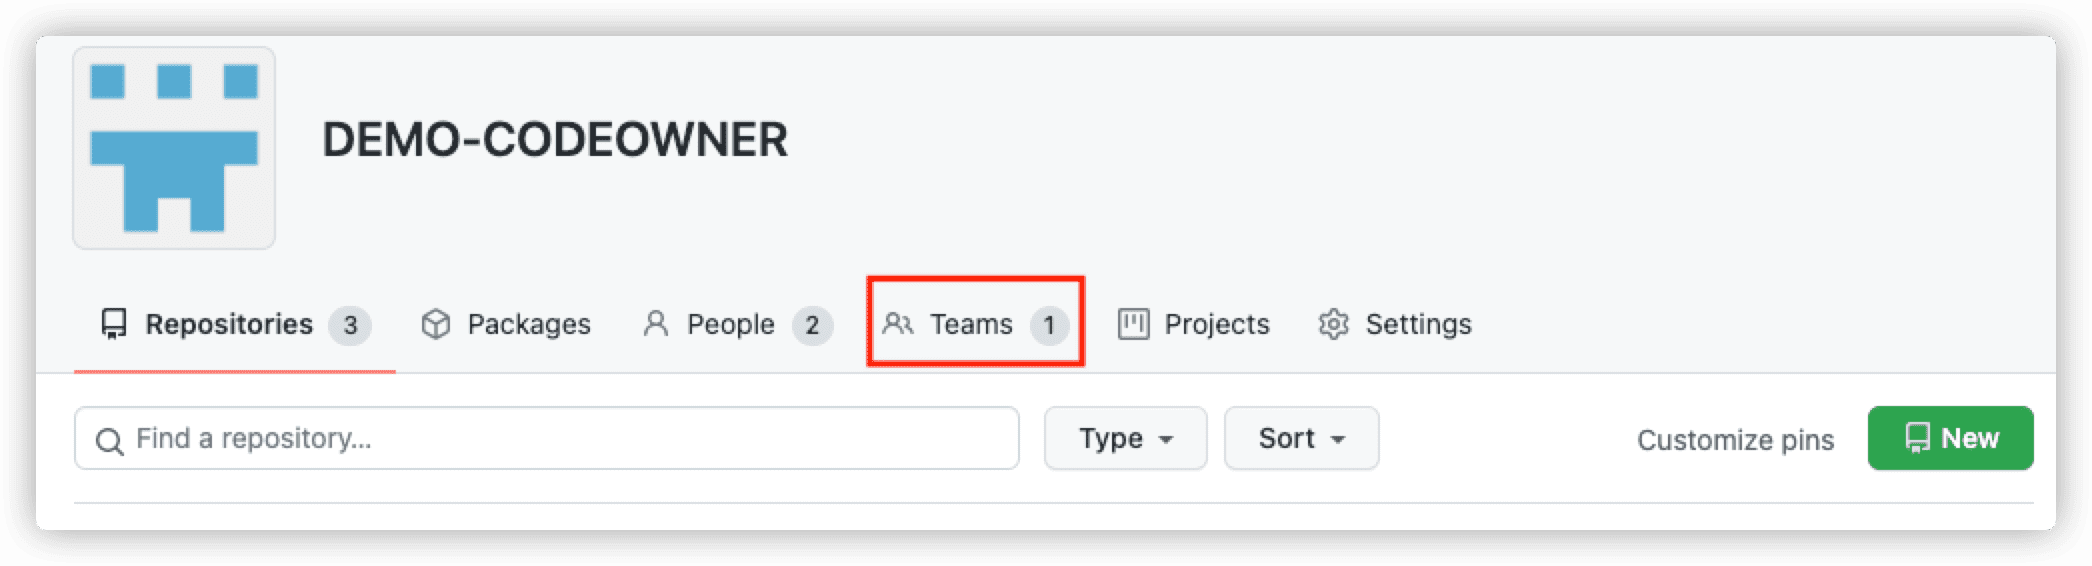 DEMO-CODEOWNER
Repositories 3 Packages People 2 Teams 1 Projects Settings
Find a repository... Type Sort Customize pins New